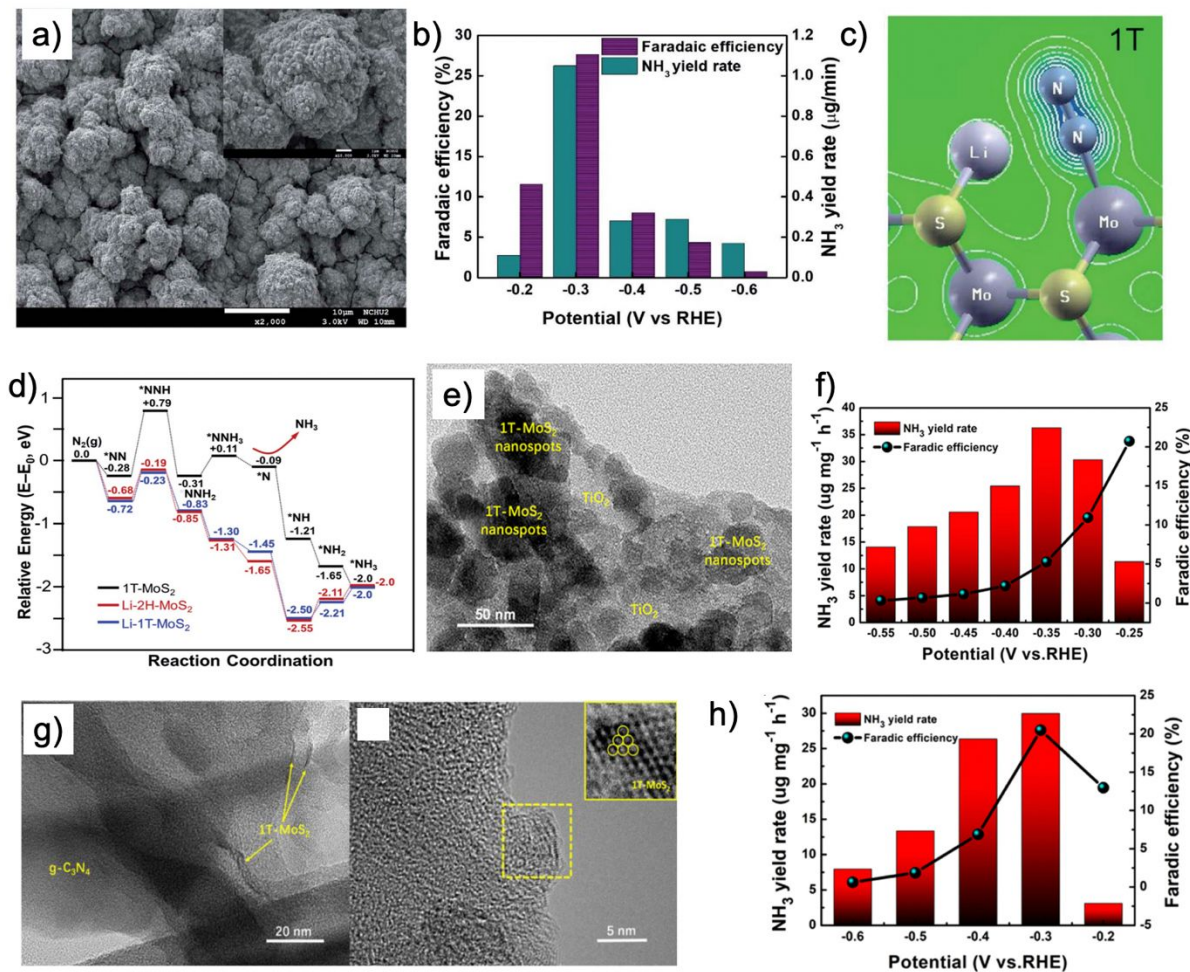 a)
x2,000
10μm NCHU2
3.0kV WD 10mm
b)
Faradaic efficiency
NH3 yield rate
Faradaic efficiency (%)
30
25
20
15
10
5
0
NH3 yield rate (μg/min)
1.2
1.0
0.8
0.6
0.4
0.2
0.0
-0.2 -0.3 -0.4 -0.5 -0.6
Potential (V vs RHE)
c)
1T
N
N
Li
S
Mo
Mo
S
d)
Relative Energy (E–E0, eV)
1
0
-1
-2
-3
N2(g)
0.0
*NN
-0.28
-0.68
-0.72
*NNH
+0.79
-0.19
-0.23
-0.31
NNH2
-0.83
-0.85
*NNH3
+0.11
-1.30
-1.31
-0.09
*N
-1.45
-1.65
NH3
*NH
-1.21
-2.50
-2.55
*NH2
-1.65
-2.11
-2.21
*NH3
-2.0
-2.0
-2.0
1T-MoS2
Li-2H-MoS2
Li-1T-MoS2
Reaction Coordination
e)
1T-MoS2
nanospots
TiO2
1T-MoS2
nanospots
1T-MoS2
nanospots
TiO2
50 nm
f)
NH3 yield rate
Faradic efficiency
NH3 yield rate (ug mg-1 h-1)
40
35
30
25
20
15
10
5
0
Faradic efficiency (%)
25
20
15
10
5
0
-0.55 -0.50 -0.45 -0.40 -0.35 -0.30 -0.25
Potential (V vs.RHE)
g)
1T-MoS2
g-C3N4
20 nm
1T-MoS2
5 nm
h)
NH3 yield rate
Faradic efficiency
NH3 yield rate (ug mg-1 h-1)
30
25
20
15
10
5
0
Faradic efficiency (%)
25
20
15
10
5
0
-5
-0.6 -0.5 -0.4 -0.3 -0.2
Potential (V vs.RHE)